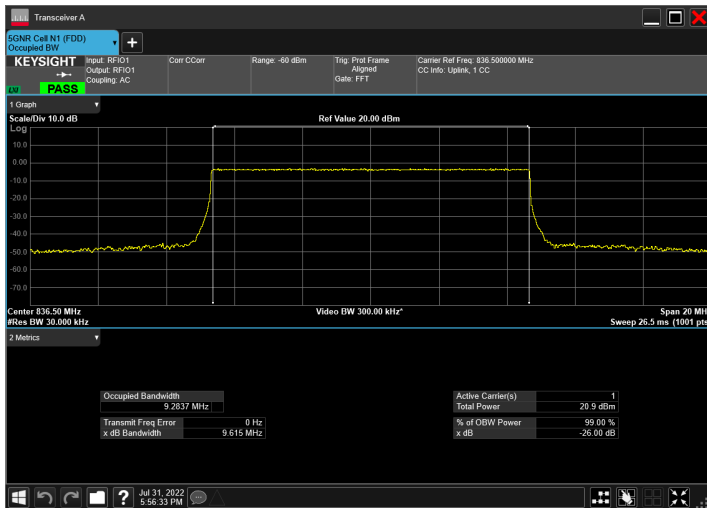 Transceiver A
5GNR Cell N1 (FDD)
Occupied BW
KEYSIGHT
LXI
PASS
Input: RFIO1
Output: RFIO1
Coupling: AC
Corr CCorr
Range: -60 dBm
Trig: Prot Frame
Aligned
Gate: FFT
Carrier Ref Freq: 836.500000 MHz
CC Info: Uplink, 1 CC
1 Graph
Scale/Div 10.0 dB
Ref Value 20.00 dBm
Log
10.0
0.00
-10.0
-20.0
-30.0
-40.0
-50.0
-60.0
-70.0
Center 836.50 MHz
Video BW 300.00 kHz*
Span 20 MH
#Res BW 30.000 kHz
Sweep 26.5 ms (1001 pts
2 Metrics
Occupied Bandwidth
9.2837 MHz
Transmit Freq Error 0 Hz
x dB Bandwidth 9.615 MHz
Active Carrier(s) 1
Total Power 20.9 dBm
% of OBW Power 99.00 %
x dB -26.00 dB
?
Jul 31, 2022
5:56:33 PM